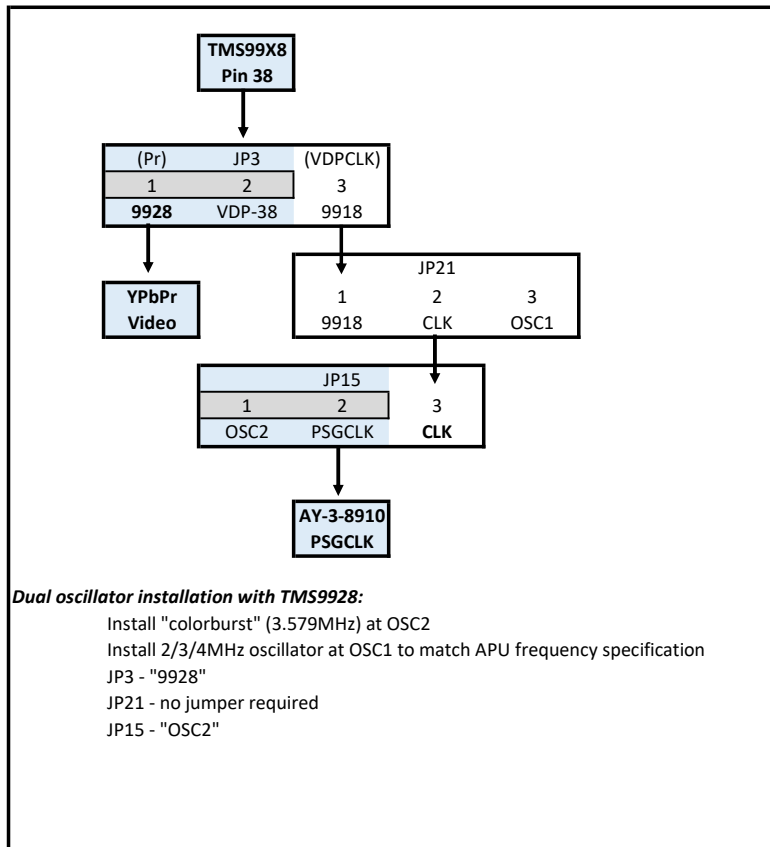 TMS99X8
Pin 38
(Pr) JP3 (VDPCLK)
1 2 3
9928 VDP-38 9918
YPbPr
Video
JP21
1 2 3
9918 CLK OSC1
JP15
1 2 3
OSC2 PSGCLK CLK
AY-3-8910
PSGCLK
Dual oscillator installation with TMS9928:
Install "colorburst" (3.579MHz) at OSC2
Install 2/3/4MHz oscillator at OSC1 to match APU frequency specification
JP3 - "9928"
JP21 - no jumper required
JP15 - "OSC2"